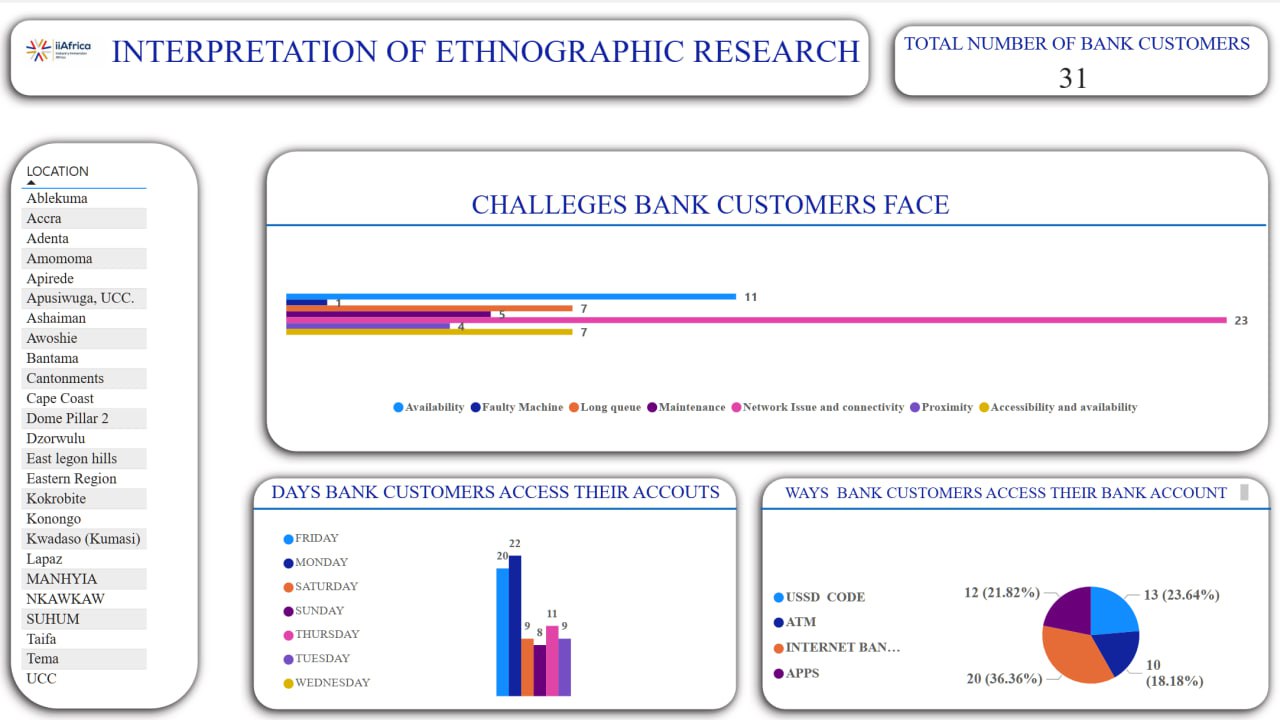 iiAfrica
INTERPRETATION OF ETHNOGRAPHIC RESEARCH
TOTAL NUMBER OF BANK CUSTOMERS
31
LOCATION
Ablekuma
Accra
Adenta
Amomoma
Apirede
Apusiwuga, UCC.
Ashaiman
Awoshie
Bantama
Cantonments
Cape Coast
Dome Pillar 2
Dzorwulu
East legon hills
Eastern Region
Kokrobite
Konongo
Kwadaso (Kumasi)
Lapaz
MANHYIA
NKAWKAW
SUHUM
Taifa
Tema
UCC
CHALLEGES BANK CUSTOMERS FACE
11
1
7
5
23
4
7
Availability Faulty Machine Long queue Maintenance Network Issue and connectivity Proximity Accessibility and availability
DAYS BANK CUSTOMERS ACCESS THEIR ACCOUTS
FRIDAY
MONDAY
SATURDAY
SUNDAY
THURSDAY
TUESDAY
WEDNESDAY
20 22 9 8 11 9
WAYS BANK CUSTOMERS ACCESS THEIR BANK ACCOUNT
USSD CODE
ATM
INTERNET BAN...
APPS
12 (21.82%)
13 (23.64%)
20 (36.36%)
10
(18.18%)